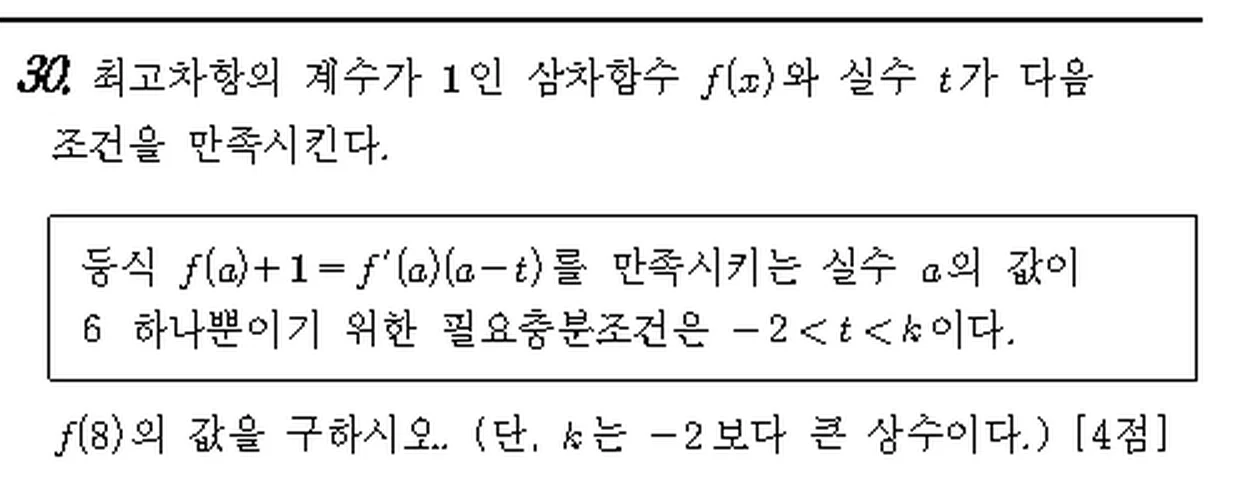 30. 최고차항의 계수가 1인 삼차함수 f(x)와 실수 t가 다음
조건을 만족시킨다.
등식 f(a)+1=f'(a)(a-t)를 만족시키는 실수 a의 값이
6 하나뿐이기 위한 필요충분조건은 -2<t<k이다.
f(8)의 값을 구하시오.. (단, k는 -2보다 큰 상수이다.) [4점]